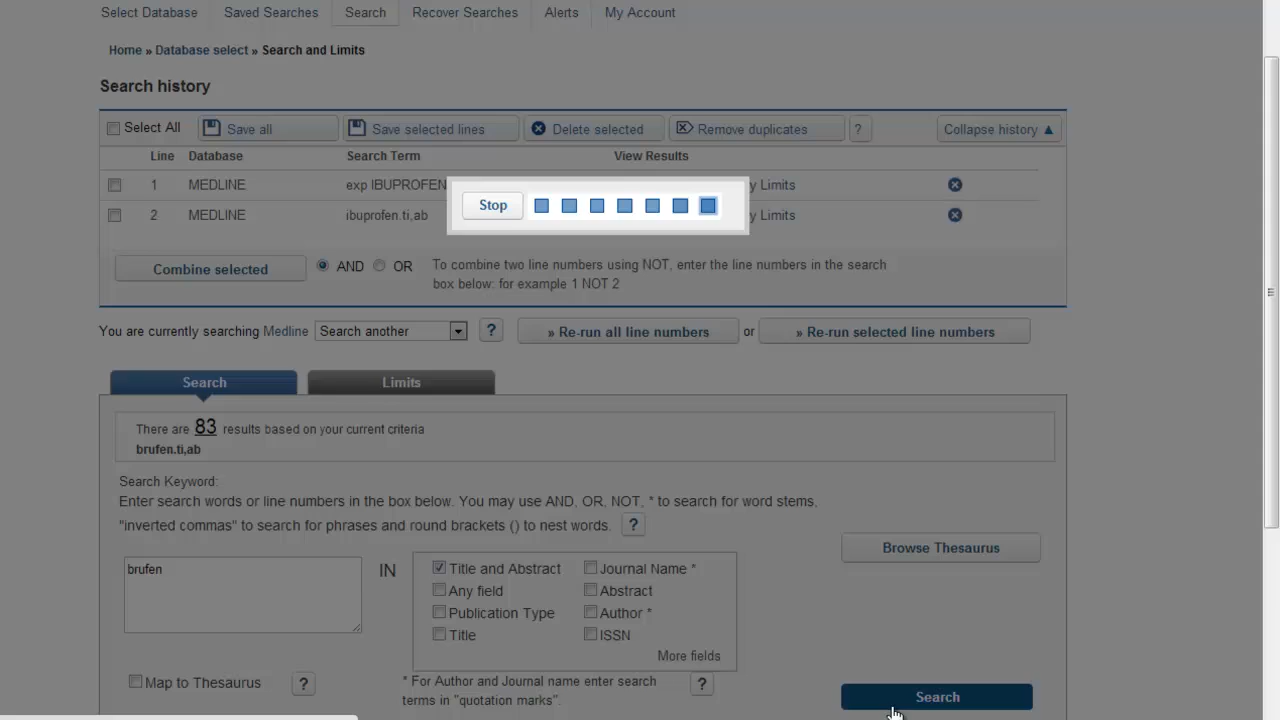 Select Database Saved Searches Search Recover Searches Alerts My Account
Home » Database select » Search and Limits
Search history
Select All Save all Save selected lines Delete selected Remove duplicates ? Collapse history ▲
Line Database Search Term View Results
1 MEDLINE exp IBUPROFEN y Limits
2 MEDLINE ibuprofen.ti,ab y Limits
Stop
Combine selected AND OR To combine two line numbers using NOT, enter the line numbers in the search
box below: for example 1 NOT 2
You are currently searching Medline Search another ? » Re-run all line numbers or » Re-run selected line numbers
Search Limits
There are 83 results based on your current criteria
brufen.ti,ab
Search Keyword:
Enter search words or line numbers in the box below. You may use AND, OR, NOT, * to search for word stems,
"inverted commas" to search for phrases and round brackets () to nest words. ?
Browse Thesaurus
brufen IN Title and Abstract Journal Name *
Any field Abstract
Publication Type Author *
Title ISSN
More fields
Map to Thesaurus ? * For Author and Journal name enter search
terms in "quotation marks". ?
Search